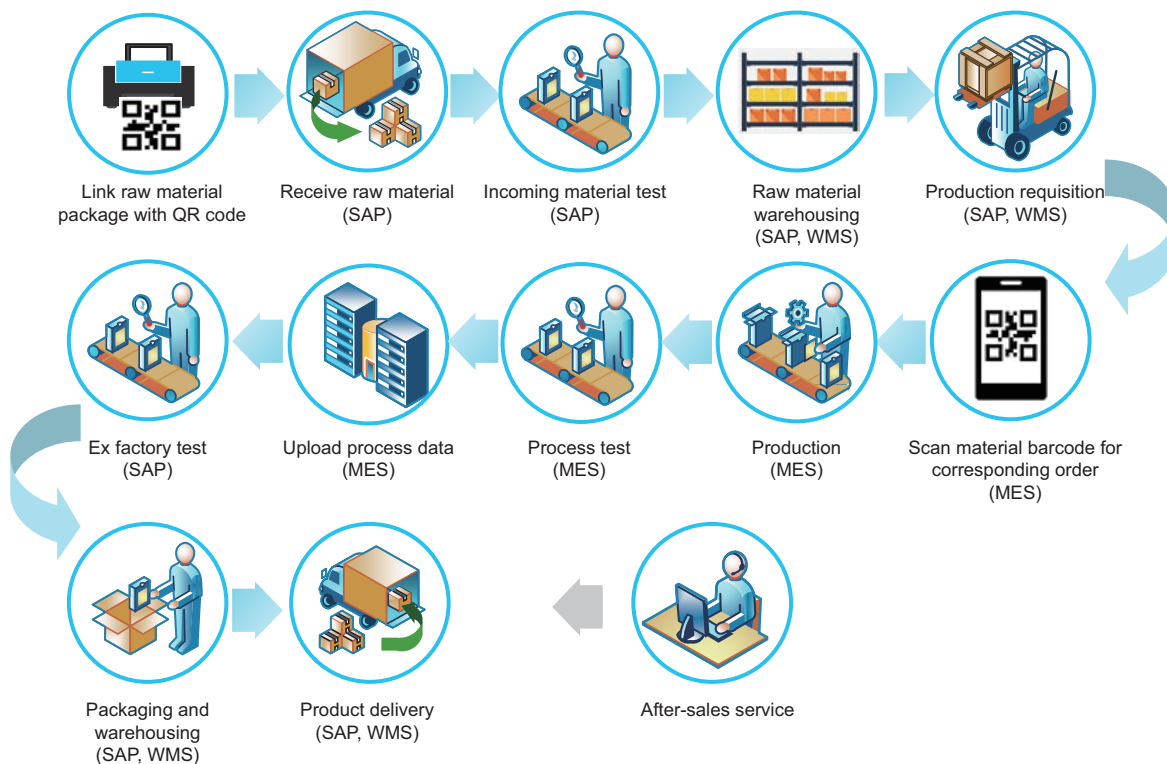 Link raw material
package with QR code
Receive raw material
(SAP)
Incoming material test
(SAP)
Raw material
warehousing
(SAP, WMS)
Production requisition
(SAP, WMS)
Ex factory test
(SAP)
Upload process data
(MES)
Process test
(MES)
Production
(MES)
Scan material barcode for
corresponding order
(MES)
Packaging and
warehousing
(SAP, WMS)
Product delivery
(SAP, WMS)
After-sales service